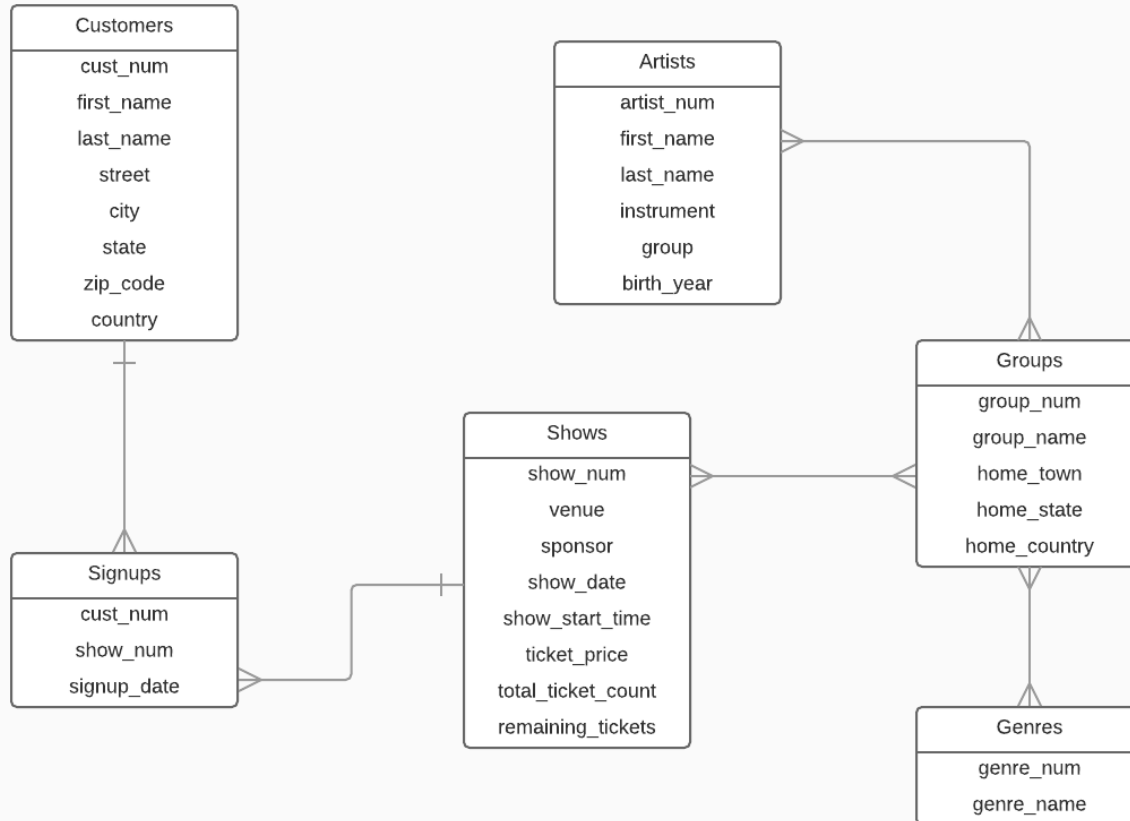 Customers
cust_num
first_name
last_name
street
city
state
zip_code
country
Artists
artist_num
first_name
last_name
instrument
group
birth_year
Groups
group_num
group_name
home_town
home_state
home_country
Shows
show_num
venue
sponsor
show_date
show_start_time
ticket_price
total_ticket_count
remaining_tickets
Signups
cust_num
show_num
signup_date
Genres
genre_num
genre_name